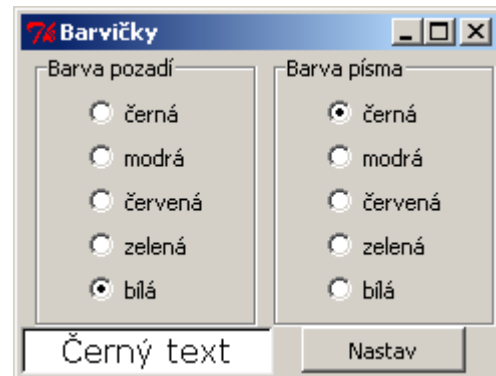 Barvičky
Barva pozadí
černá
modrá
červená
zelená
bílá
Barva písma
černá
modrá
červená
zelená
bílá
Černý text
Nastav